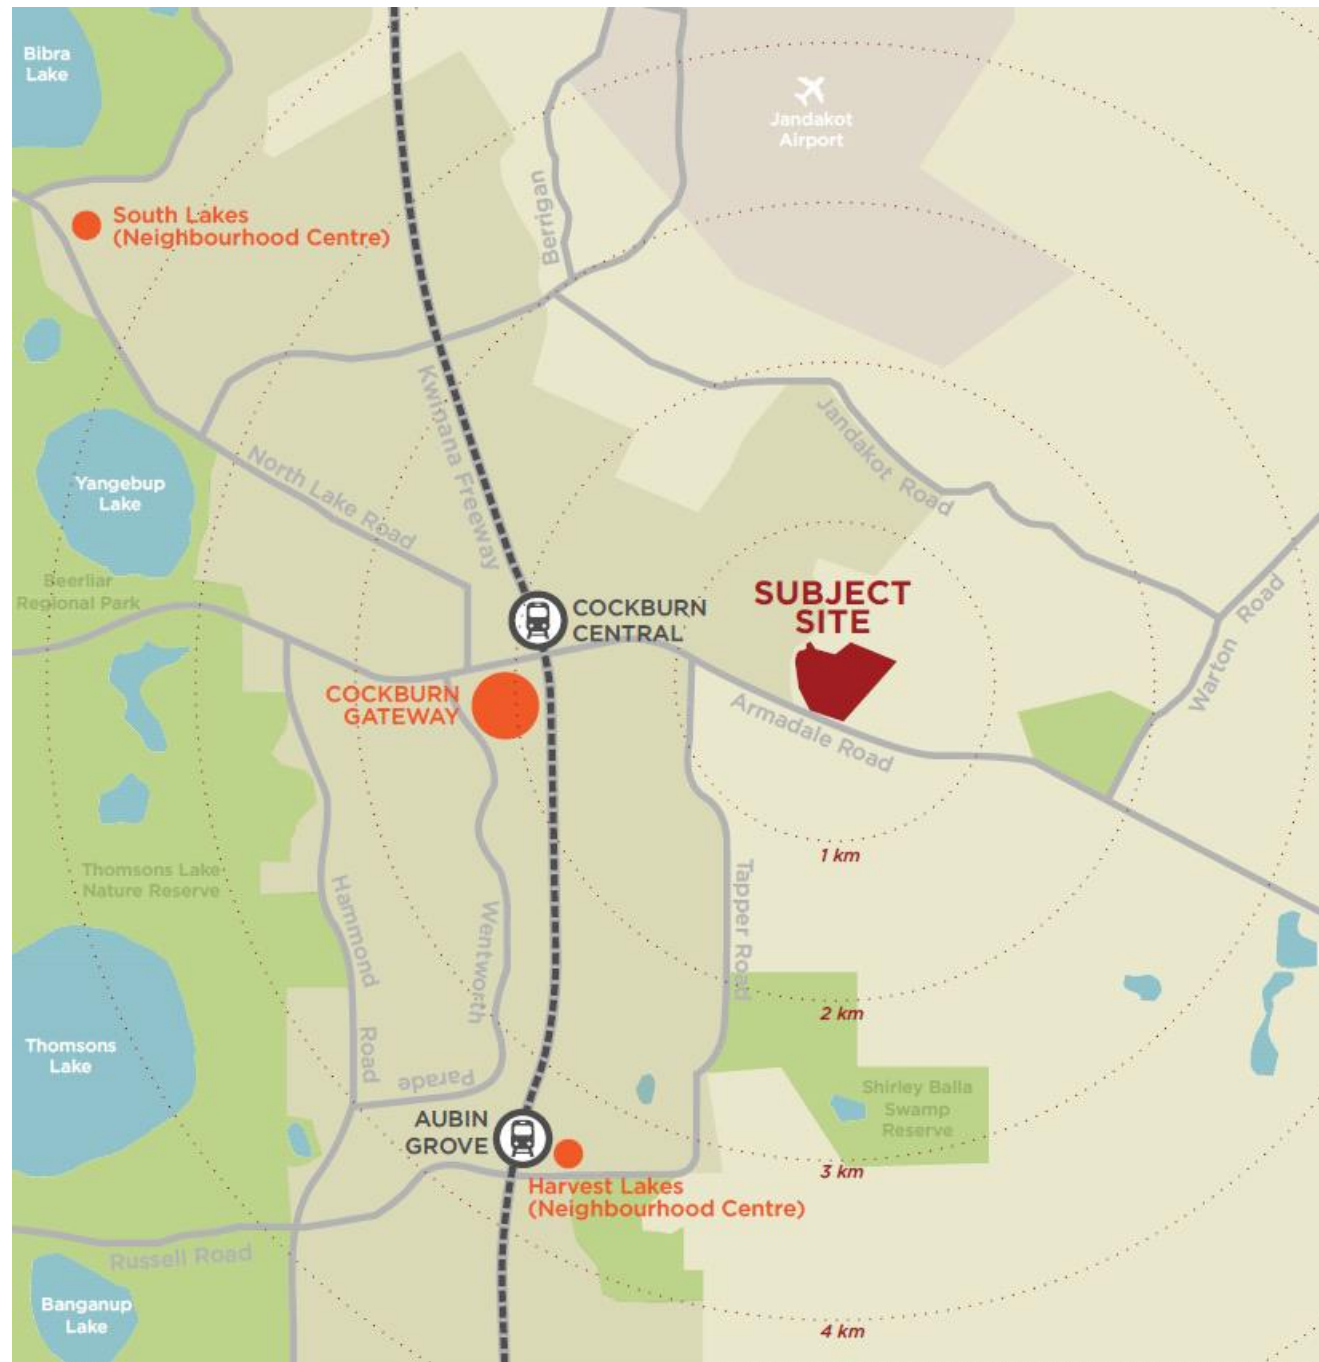 Bibra
Lake
Jandakot
Airport
South Lakes
(Neighbourhood Centre)
Berrigan
Kwinana Freeway
Jandakot Road
North Lake Road
Yangebup
Lake
Beerliar
Regional Park
COCKBURN
CENTRAL
SUBJECT
SITE
Warton Road
COCKBURN
GATEWAY
Armadale Road
1 km
Thomsons Lake
Nature Reserve
Hammond Road
Wentworth
Parade
Tapper Road
2 km
Thomsons
Lake
Shirley Balla
Swamp
Reserve
AUBIN
GROVE
3 km
Harvest Lakes
(Neighbourhood Centre)
Russell Road
Banganup
Lake
4 km